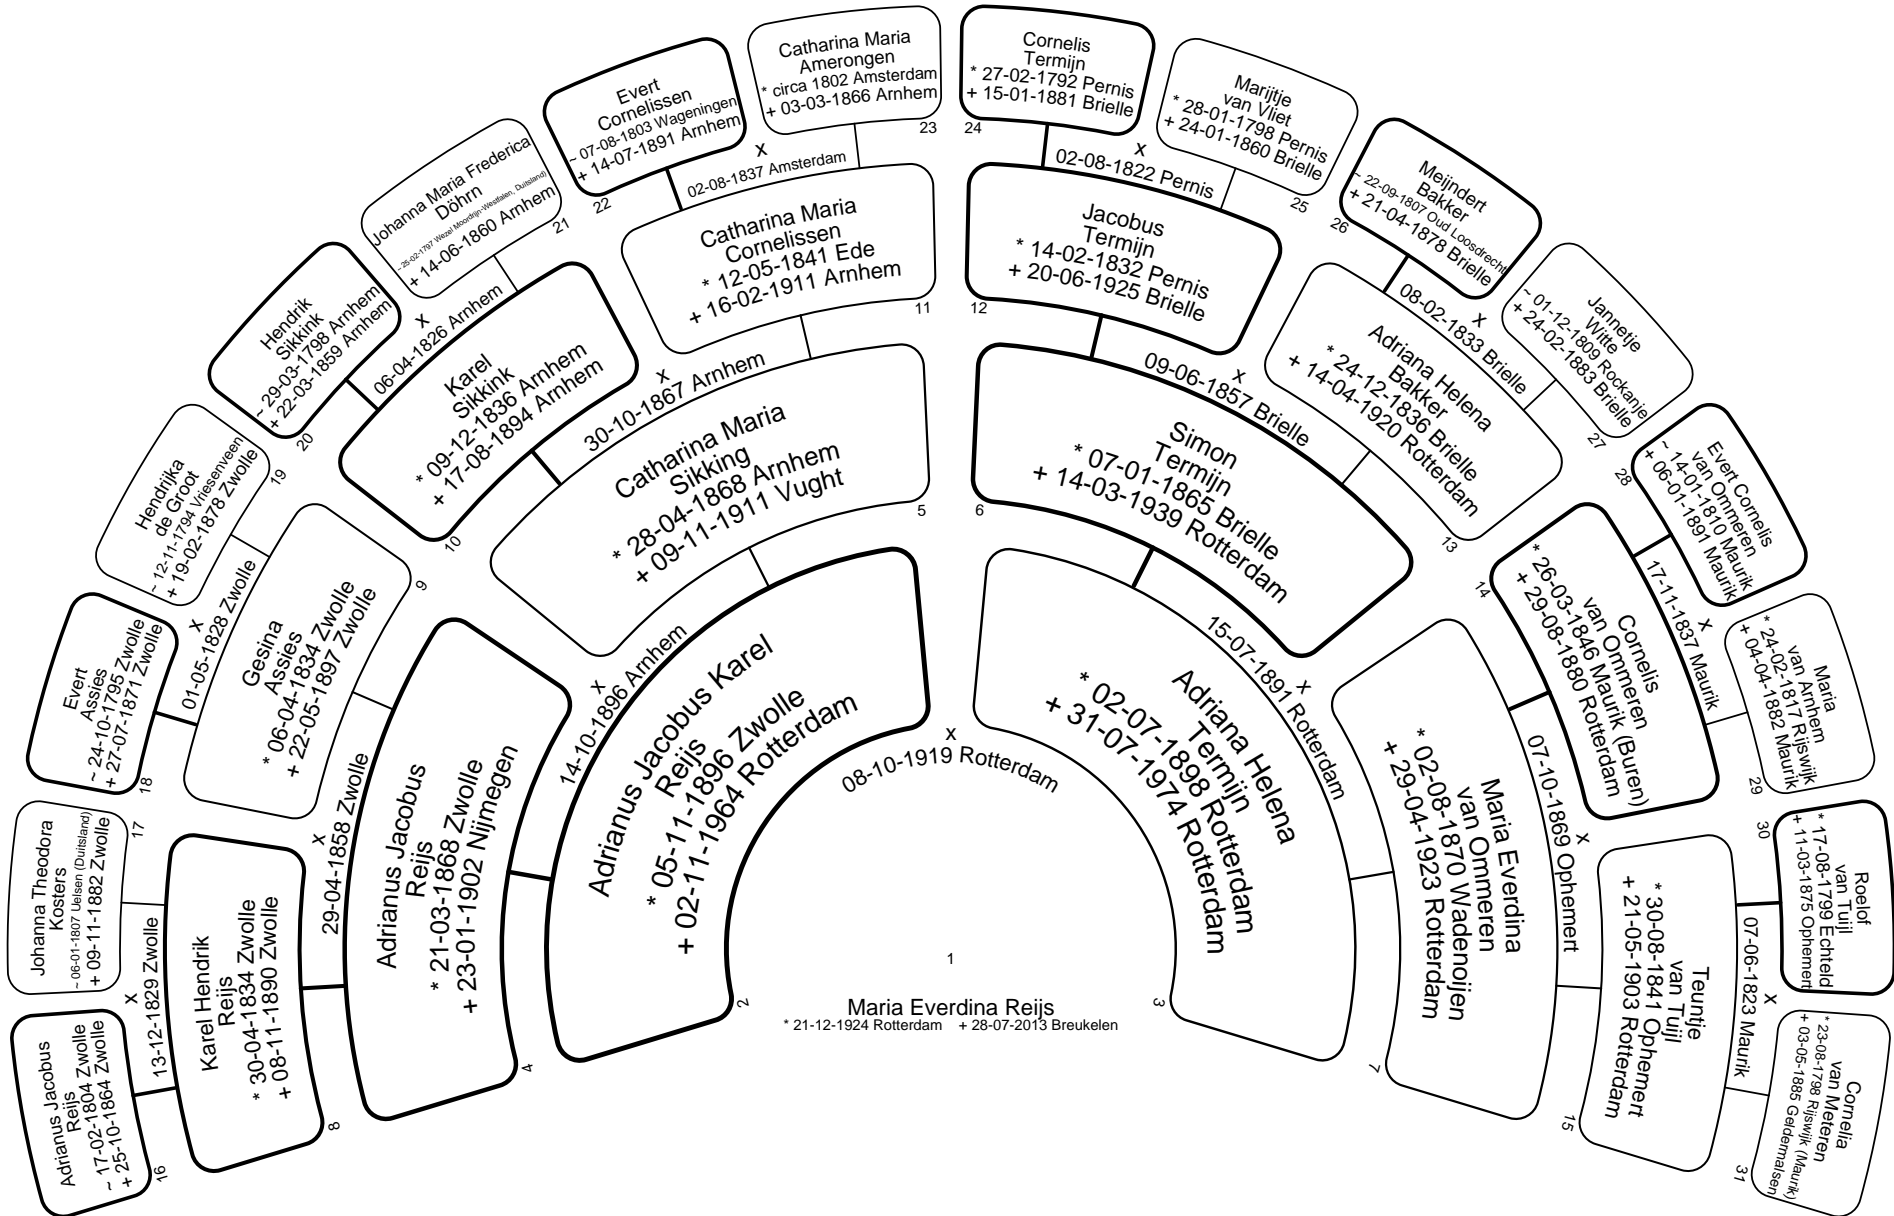 1
Maria Everdina Reijs
* 21-12-1924 Rotterdam + 28-07-2013 Breukelen
Adrianus Jacobus Karel
Reijs
* 05-11-1896 Zwolle
+ 02-11-1964 Rotterdam
2
x
08-10-1919 Rotterdam
Adriana Helena
Termijn
* 02-07-1898 Rotterdam
+ 31-07-1974 Rotterdam
3
Adrianus Jacobus
Reijs
* 21-03-1868 Zwolle
+ 23-01-1902 Nijmegen
4
x
14-10-1896 Arnhem
Catharina Maria
Sikking
* 28-04-1868 Arnhem
+ 09-11-1911 Vught
5
Simon
Termijn
* 07-01-1865 Brielle
+ 14-03-1939 Rotterdam
6
x
15-07-1891 Rotterdam
Maria Everdina
van Ommeren
* 02-08-1870 Wadenoijen
+ 29-04-1923 Rotterdam
7
Karel Hendrik
Reijs
* 30-04-1834 Zwolle
+ 08-11-1890 Zwolle
8
x
29-04-1858 Zwolle
Gesina
Assies
* 06-04-1834 Zwolle
+ 22-05-1897 Zwolle
9
Karel
Sikkink
* 09-12-1836 Arnhem
+ 17-08-1894 Arnhem
10
x
30-10-1867 Arnhem
Catharina Maria
Cornelissen
* 12-05-1841 Ede
+ 16-02-1911 Arnhem
11
Jacobus
Termijn
* 14-02-1832 Pernis
+ 20-06-1925 Brielle
12
x
09-06-1857 Brielle
Adriana Helena
Bakker
* 24-12-1836 Brielle
+ 14-04-1920 Rotterdam
13
Cornelis
van Ommeren
* 26-03-1846 Maurik (Buren)
+ 29-08-1880 Rotterdam
14
x
07-10-1869 Ophemert
Teuntje
van Tuijl
* 30-08-1841 Ophemert
+ 21-05-1903 Rotterdam
15
Adrianus Jacobus
Reijs
~ 17-02-1804 Zwolle
+ 25-10-1864 Zwolle
16
x
13-12-1829 Zwolle
Johanna Theodora
Kosters
~ 06-01-1807 Uelsen (Duitsland)
+ 09-11-1882 Zwolle
17
Evert
Assies
~ 24-10-1795 Zwolle
+ 27-07-1871 Zwolle
18
x
01-05-1828 Zwolle
Hendrijka
de Groot
~ 12-11-1794 Vriesenveen
+ 19-02-1878 Zwolle
19
Hendrik
Sikkink
~ 29-03-1798 Arnhem
+ 22-03-1859 Arnhem
20
x
06-04-1826 Arnhem
Johanna Maria Frederica
Döhrn
~ 25-02-1797 Wezel Moordrijn-Westfalen, Duitsland)
+ 14-06-1860 Arnhem
21
Evert
Cornelissen
~ 07-08-1803 Wageningen
+ 14-07-1891 Arnhem
22
x
02-08-1837 Amsterdam
Catharina Maria
Amerongen
* circa 1802 Amsterdam
+ 03-03-1866 Arnhem
23
Cornelis
Termijn
* 27-02-1792 Pernis
+ 15-01-1881 Brielle
24
x
02-08-1822 Pernis
Marijtje
van Vliet
* 28-01-1798 Pernis
+ 24-01-1860 Brielle
25
Meijndert
Bakker
~ 22-09-1807 Oud Loosdrecht
+ 21-04-1878 Brielle
26
x
08-02-1833 Brielle
Jannetje
Witte
~ 01-12-1809 Rockanje
+ 24-02-1883 Brielle
27
Evert Cornelis
van Ommeren
~ 14-01-1810 Maurik
+ 06-01-1891 Maurik
28
x
17-11-1837 Maurik
Maria
van Arnhem
* 24-02-1817 Rijswijk
+ 04-04-1882 Maurik
29
Roelof
van Tuijl
* 17-08-1799 Echteld
+ 11-03-1875 Ophemert
30
x
07-06-1823 Maurik
Cornelia
van Meteren
* 23-08-1798 Rijswijk (Maurik)
+ 03-05-1885 Geldermalsen
31